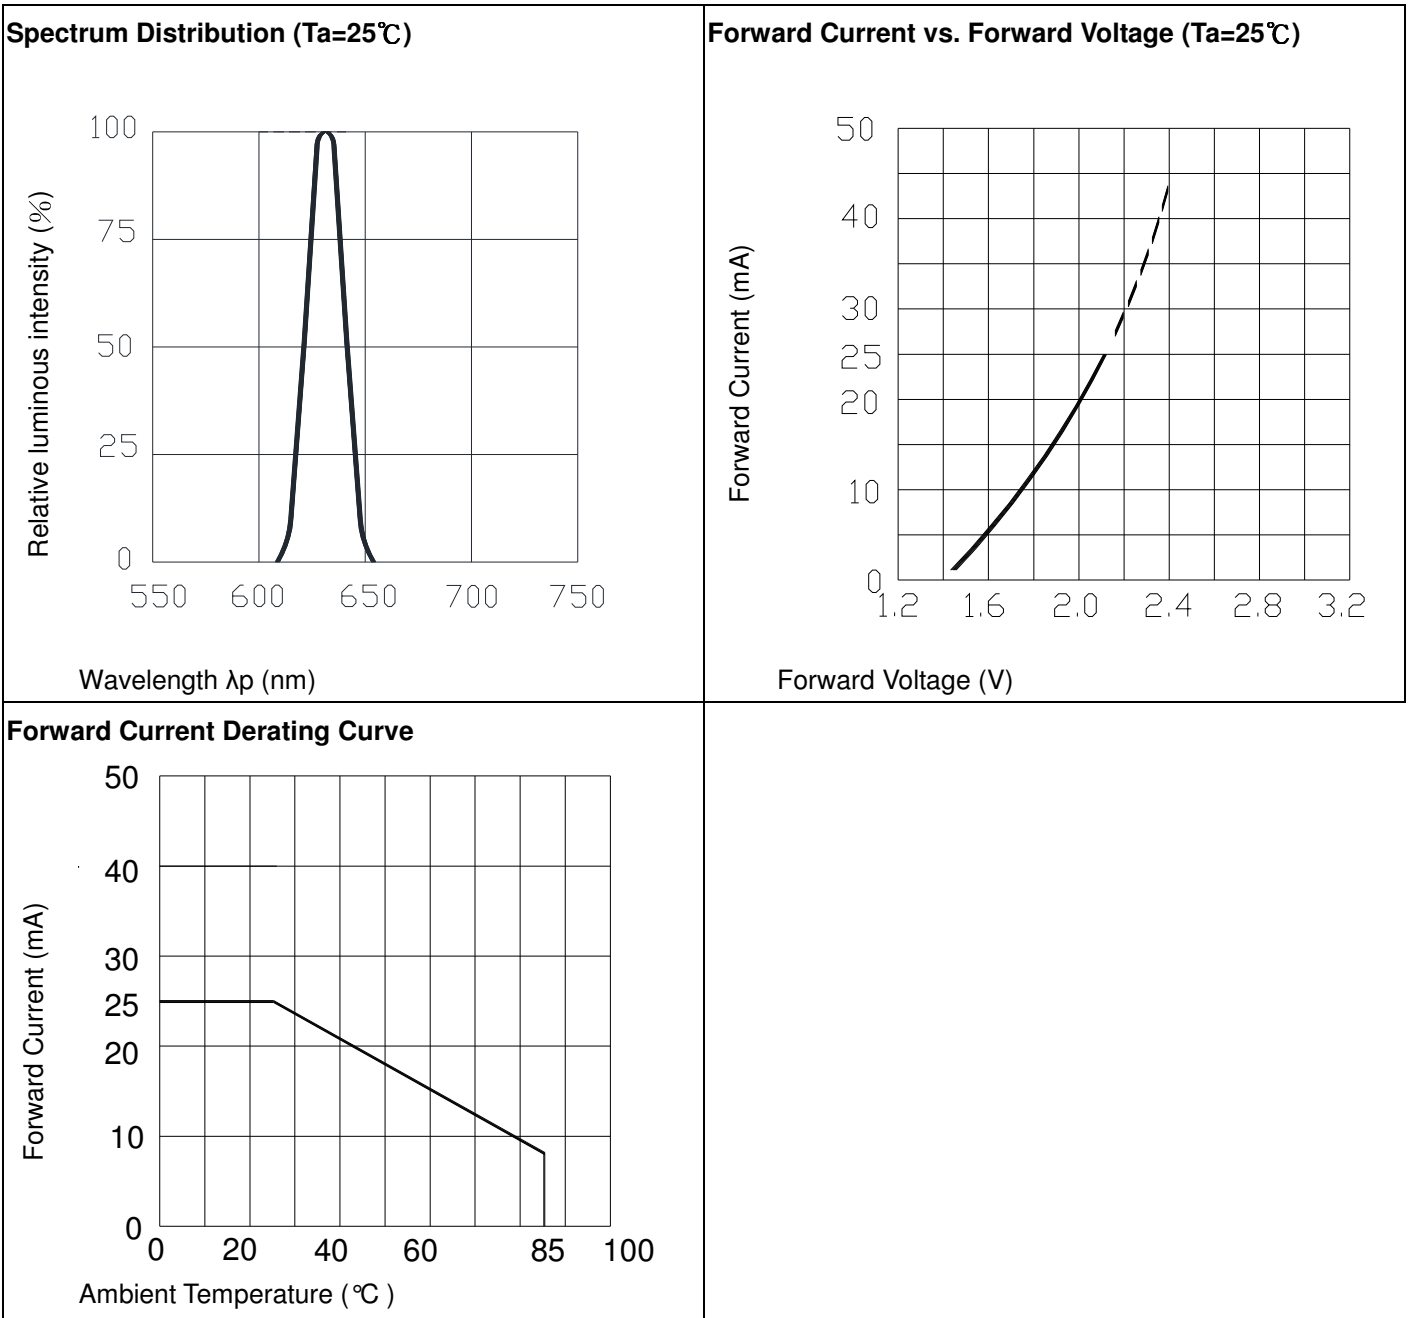 Spectrum Distribution (Ta=25℃)
100
75
50
25
0
550 600 650 700 750
Relative luminous intensity (%)
Wavelength λp (nm)
Forward Current vs. Forward Voltage (Ta=25℃)
50
40
30
25
20
10
0
1.2 1.6 2.0 2.4 2.8 3.2
Forward Current (mA)
Forward Voltage (V)
Forward Current Derating Curve
50
40
30
25
20
10
0
0 20 40 60 85 100
Forward Current (mA)
Ambient Temperature ( ℃ )